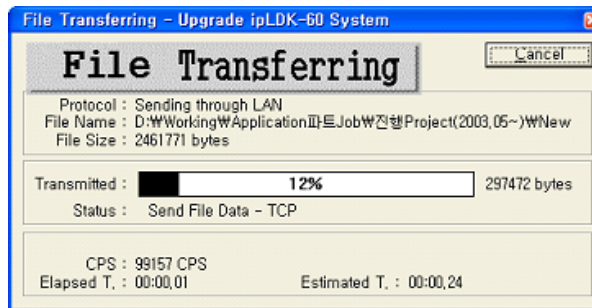 File Transferring - Upgrade ipLDK-60 System
File Transferring
Cancel
Protocol : Sending through LAN
File Name : D:₩Working₩Application파트Job₩진행Project(2003,05~)₩New
File Size : 2461771 bytes
Transmitted : 12% 297472 bytes
Status : Send File Data - TCP
CPS : 99157 CPS
Elapsed T, : 00:00,01 Estimated T, : 00:00,24